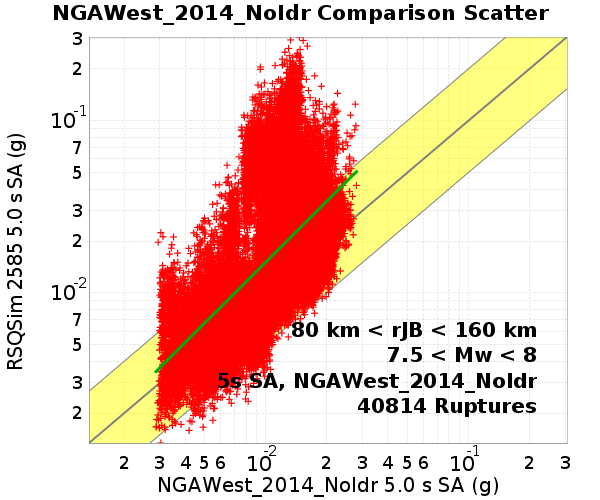 NGAWest_2014_NoIdr Comparison Scatter
RSQSim 2585 5.0 s SA (g)
3
2
10-1
7
5
3
2
10-2
7
5
3
2
80 km < rJB < 160 km
7.5 < Mw < 8
5s SA, NGAWest_2014_NoIdr
40814 Ruptures
2 3 4 5 6 10-2 2 3 4 5 6 10-1 2 3
NGAWest_2014_NoIdr 5.0 s SA (g)